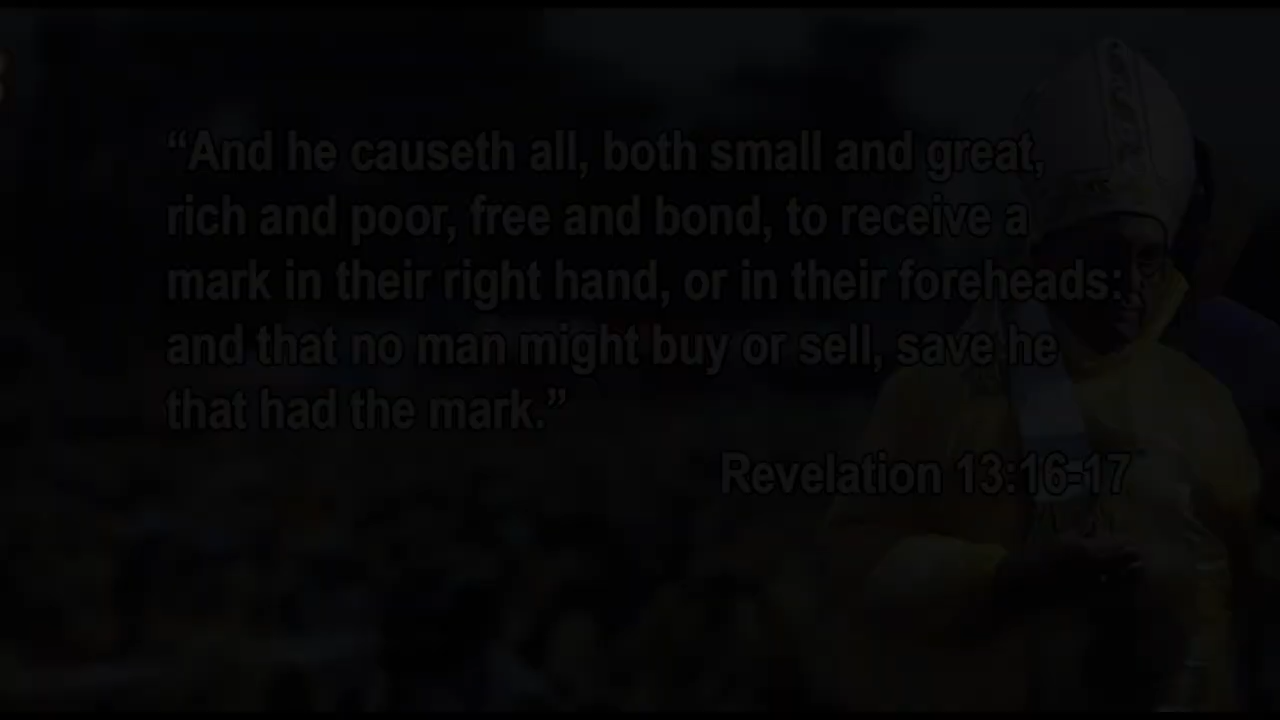 “And he causeth all, both small and great,
rich and poor, free and bond, to receive a
mark in their right hand, or in their foreheads:
and that no man might buy or sell, save he
that had the mark.”
Revelation 13:16-17